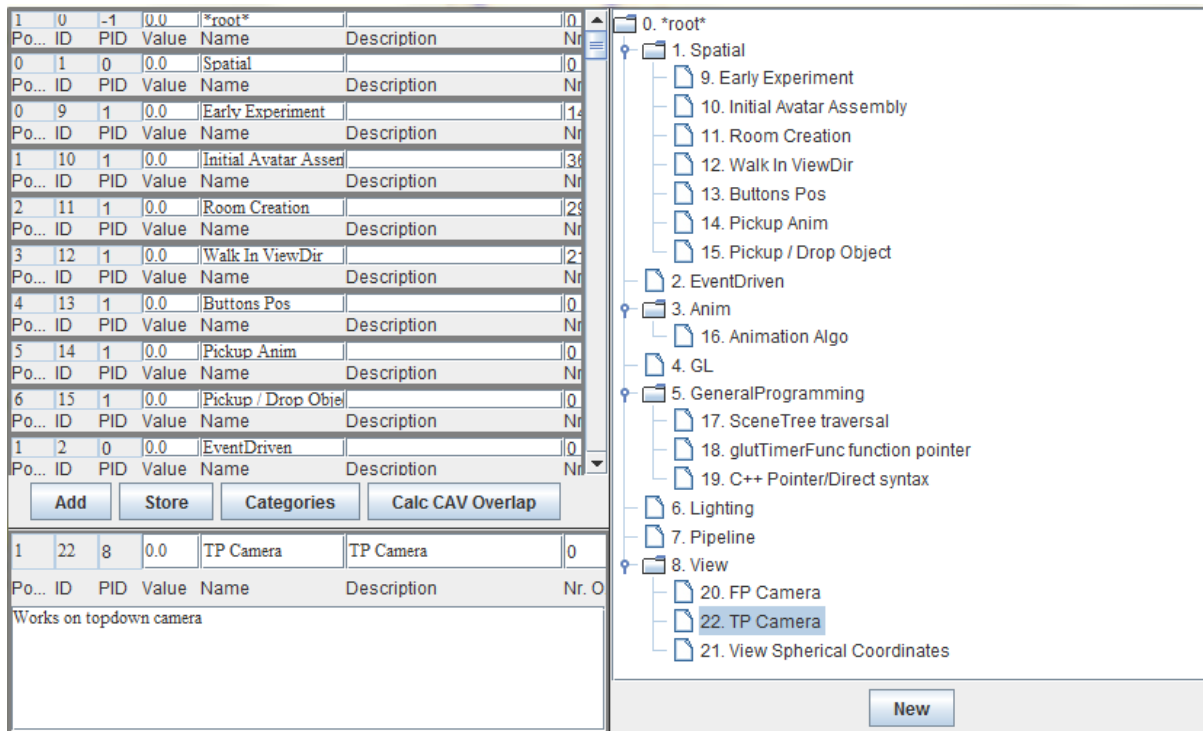 1 0 -1 0.0 *root* 0
Po... ID PID Value Name Description Nr
0 1 0 0.0 Spatial 0
Po... ID PID Value Name Description Nr
0 9 1 0.0 Early Experiment 14
Po... ID PID Value Name Description Nr
1 10 1 0.0 Initial Avatar Assen 36
Po... ID PID Value Name Description Nr
2 11 1 0.0 Room Creation 29
Po... ID PID Value Name Description Nr
3 12 1 0.0 Walk In ViewDir 21
Po... ID PID Value Name Description Nr
4 13 1 0.0 Buttons Pos 0
Po... ID PID Value Name Description Nr
5 14 1 0.0 Pickup Anim 0
Po... ID PID Value Name Description Nr
6 15 1 0.0 Pickup / Drop Obje 0
Po... ID PID Value Name Description Nr
1 2 0 0.0 EventDriven 0
Po... ID PID Value Name Description Nr
Add Store Categories Calc CAV Overlap
1 22 8 0.0 TP Camera TP Camera 0
Po... ID PID Value Name Description Nr. O
Works on topdown camera
0. *root*
1. Spatial
9. Early Experiment
10. Initial Avatar Assembly
11. Room Creation
12. Walk In ViewDir
13. Buttons Pos
14. Pickup Anim
15. Pickup / Drop Object
2. EventDriven
3. Anim
16. Animation Algo
4. GL
5. GeneralProgramming
17. SceneTree traversal
18. glutTimerFunc function pointer
19. C++ Pointer/Direct syntax
6. Lighting
7. Pipeline
8. View
20. FP Camera
22. TP Camera
21. View Spherical Coordinates
New